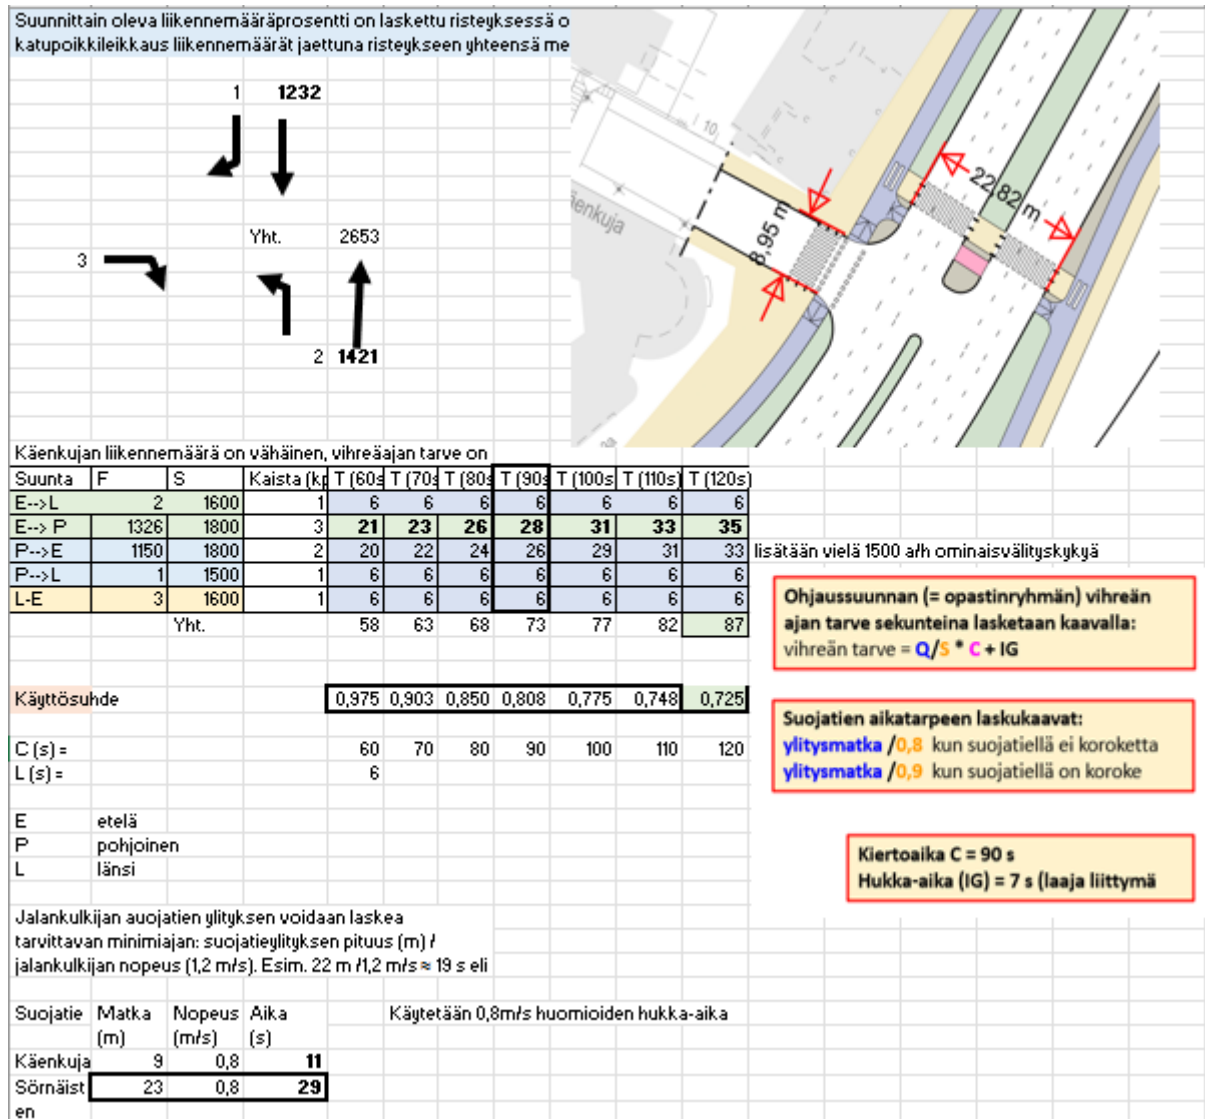 Suunnittain oleva liikennemääräprosentti on laskettu risteyksessä o
katupoikkileikkaus liikennemäärät jaettuna risteykseen yhteensä me
1 1232
Yht. 2653
3
2 1421
10
enkuja
8,95 m
22,82 m
Käenkujan liikennemäärä on vähäinen, vihreäajan tarve on
Suunta F S Kaista (kp T (60s T (70s T (80s T (90s T (100s T (110s) T (120s)
E-->L 2 1600 1 6 6 6 6 6 6 6
E--> P 1326 1800 3 21 23 26 28 31 33 35
P-->E 1150 1800 2 20 22 24 26 29 31 33 lisätään vielä 1500 a/h ominaisvälityskykyä
P-->L 1 1500 1 6 6 6 6 6 6 6
L-E 3 1600 1 6 6 6 6 6 6 6
Yht. 58 63 68 73 77 82 87
Ohjaussuunnan (= opastinryhmän) vihreän
ajan tarve sekunteina lasketaan kaavalla:
vihreän tarve = Q/S * C + IG
Käyttösuhde 0,975 0,903 0,850 0,808 0,775 0,748 0,725
Suojatien aikatarpeen laskukaavat:
ylitysmatka /0,8 kun suojatiellä ei koroketta
ylitysmatka /0,9 kun suojatiellä on koroke
C (s) = 60 70 80 90 100 110 120
L (s) = 6
E etelä
P pohjoinen
L länsi
Kiertoaika C = 90 s
Hukka-aika (IG) = 7 s (laaja liittymä
Jalankulkijan auojatien ylityksen voidaan laskea
tarvittavan minimiajan: suojatieylityksen pituus (m) /
jalankulkijan nopeus (1,2 m/s). Esim. 22 m /1,2 m/s ≈ 19 s eli
Suojatie Matka Nopeus Aika Käytetään 0,8m/s huomioiden hukka-aika
(m) (m/s) (s)
Käenkuja 9 0,8 11
Sörnäist 23 0,8 29
en